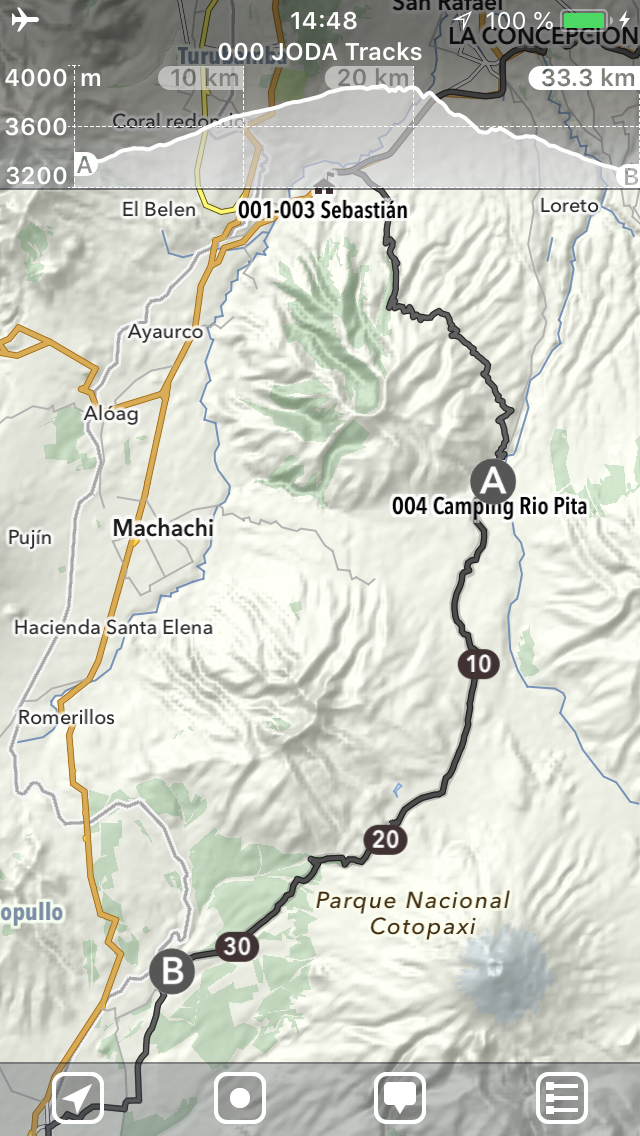 San Rafael
14:48
100 %
LA CONCEPCION
000 JODA Tracks
Turubamba
4000 m
10 km
20 km
33.3 km
Coral redondo
3600
A
3200
B
El Belen
001-003 Sebastián
Loreto
Ayaurco
Alóag
A
004 Camping Rio Pita
Machachi
Pujín
Hacienda Santa Elena
10
Romerillos
20
Parque Nacional
Cotopaxi
opullo
30
B